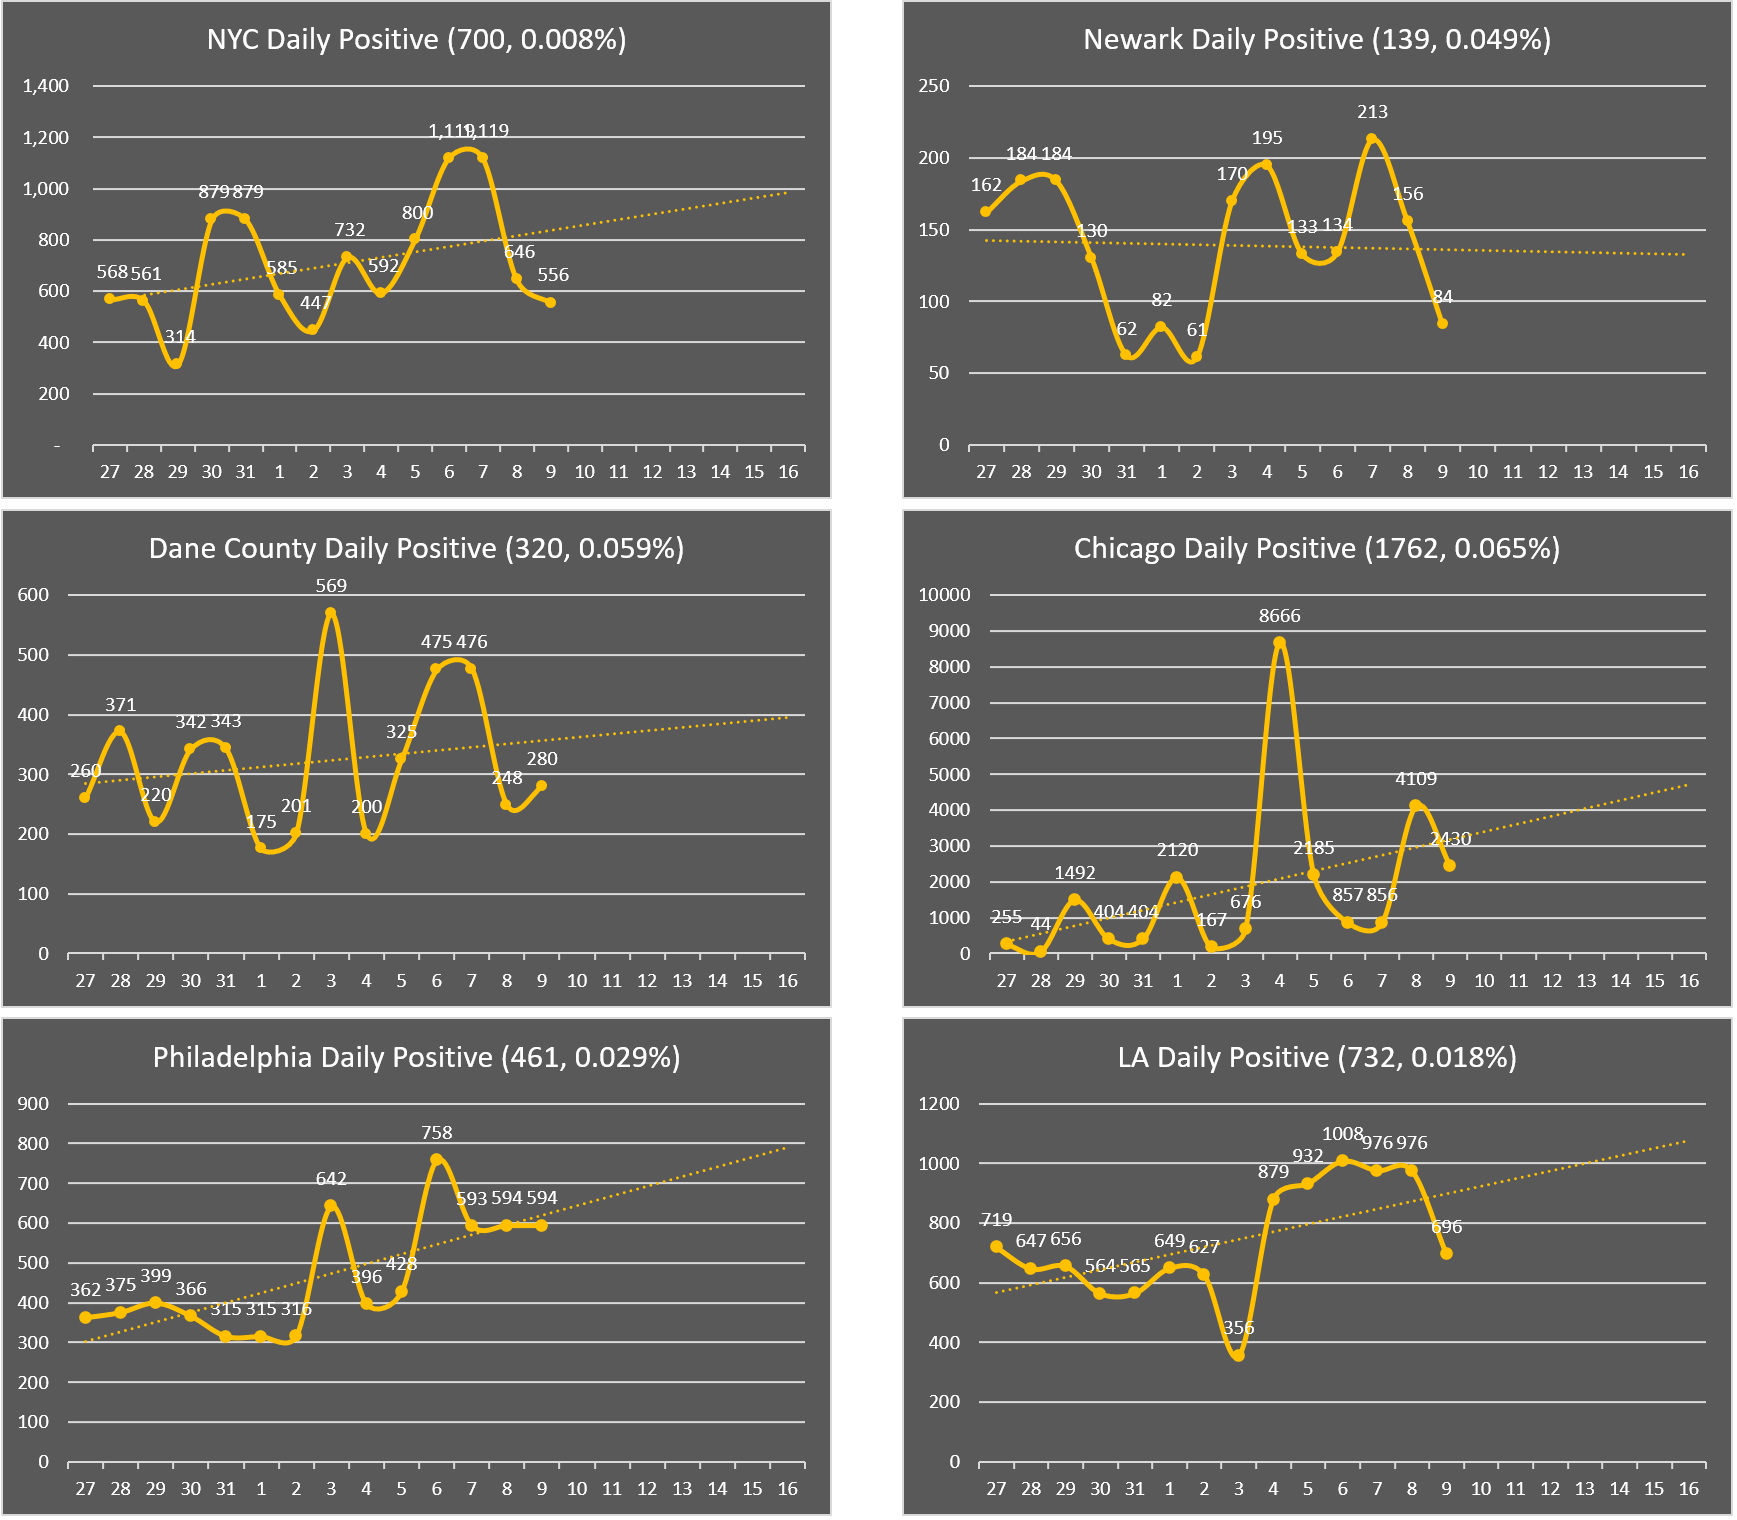 NYC Daily Positive (700, 0.008%)
1,400
1,200
1,000
800
600
400
200
-
568 561 314 879 879 585 447 732 592 800 1,119 1,119 646 556
27 28 29 30 31 1 2 3 4 5 6 7 8 9 10 11 12 13 14 15 16
Newark Daily Positive (139, 0.049%)
250
200
150
100
50
0
162 184 184 130 62 82 61 170 195 133 134 213 156 84
27 28 29 30 31 1 2 3 4 5 6 7 8 9 10 11 12 13 14 15 16
Dane County Daily Positive (320, 0.059%)
600
500
400
300
200
100
0
260 371 220 342 343 175 201 569 200 325 475 476 248 280
27 28 29 30 31 1 2 3 4 5 6 7 8 9 10 11 12 13 14 15 16
Chicago Daily Positive (1762, 0.065%)
10000
9000
8000
7000
6000
5000
4000
3000
2000
1000
0
255 44 1492 404 404 2120 167 676 8666 2185 857 856 4109 2430
27 28 29 30 31 1 2 3 4 5 6 7 8 9 10 11 12 13 14 15 16
Philadelphia Daily Positive (461, 0.029%)
900
800
700
600
500
400
300
200
100
0
362 375 399 366 315 315 316 642 396 428 758 593 594 594
27 28 29 30 31 1 2 3 4 5 6 7 8 9 10 11 12 13 14 15 16
LA Daily Positive (732, 0.018%)
1200
1000
800
600
400
200
0
719 647 656 564 565 649 627 356 879 932 1008 976 976 696
27 28 29 30 31 1 2 3 4 5 6 7 8 9 10 11 12 13 14 15 16